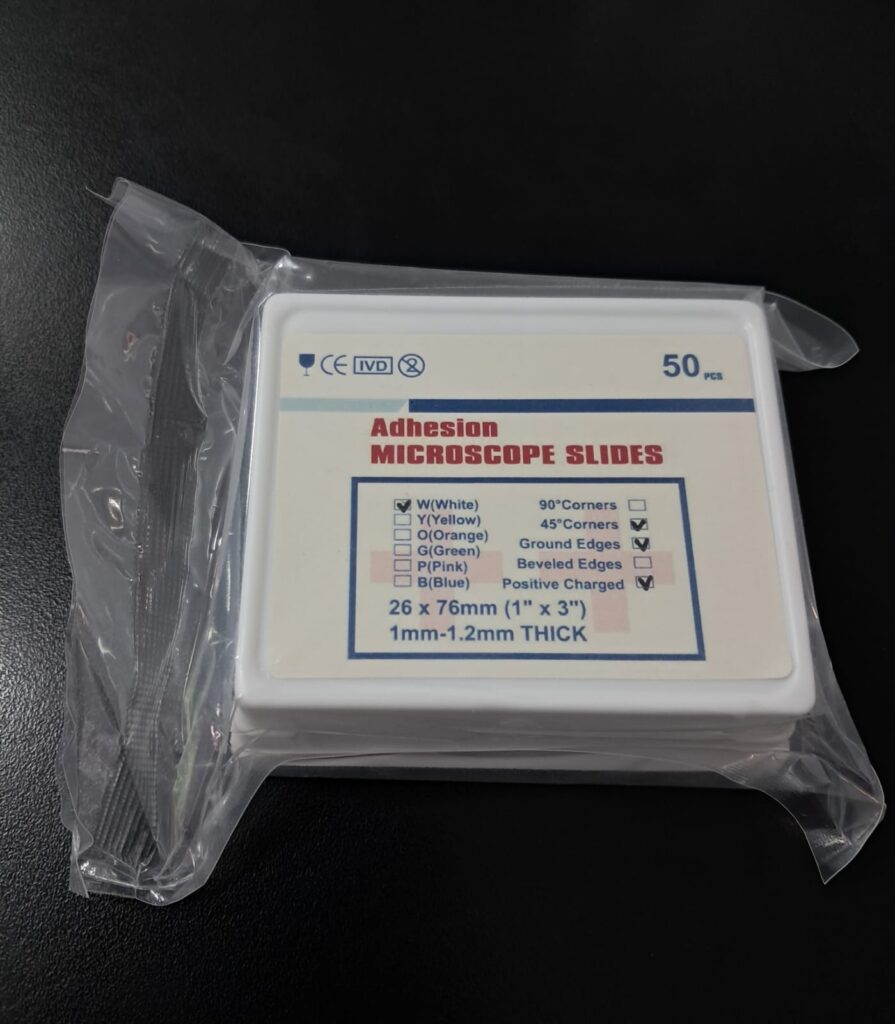 CE IVD
50 PCS
Adhesion
MICROSCOPE SLIDES
W(White)
Y(Yellow)
O(Orange)
G(Green)
P(Pink)
B(Blue)
90°Corners
45°Corners
Ground Edges
Beveled Edges
Positive Charged
26 x 76mm (1" x 3")
1mm-1.2mm THICK